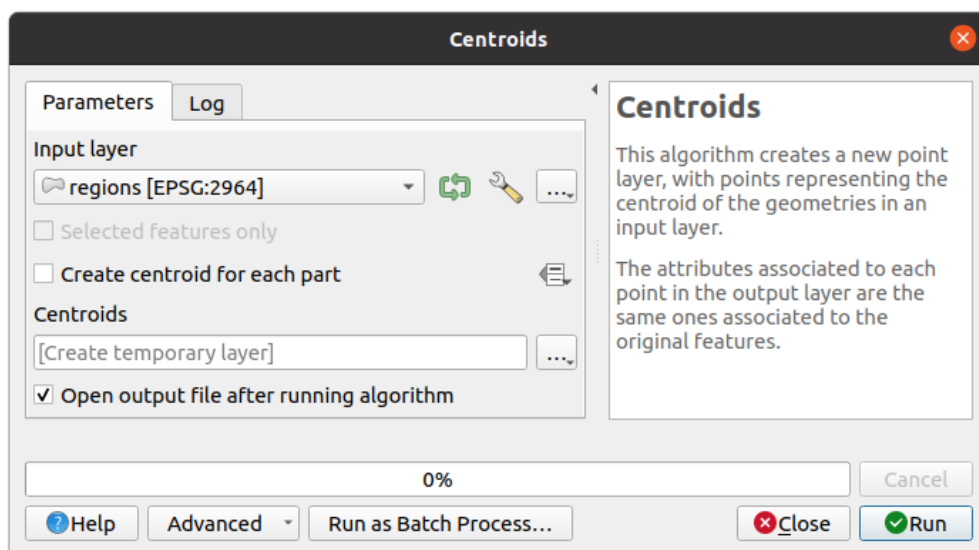 Centroids
Parameters
Log
Input layer
regions [EPSG:2964]
...
Selected features only
Create centroid for each part
Centroids
[Create temporary layer]
...
Open output file after running algorithm
Centroids
This algorithm creates a new point
layer, with points representing the
centroid of the geometries in an
input layer.
The attributes associated to each
point in the output layer are the
same ones associated to the
original features.
0%
Cancel
?Help
Advanced
Run as Batch Process...
Close
Run